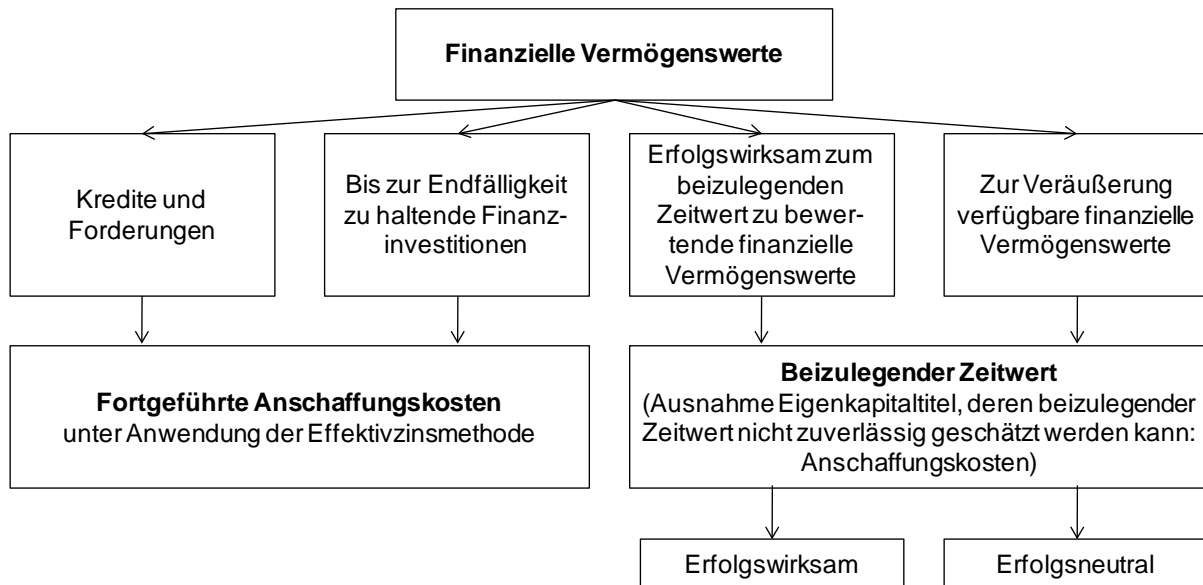 Finanzielle Vermögenswerte
Kredite und
Forderungen
Bis zur Endfälligkeit
zu haltende Finanz-
investitionen
Erfolgswirksam zum
beizulegenden
Zeitwert zu bewer-
tende finanzielle
Vermögenswerte
Zur Veräußerung
verfügbare finanzielle
Vermögenswerte
Fortgeführte Anschaffungskosten
unter Anwendung der Effektivzinsmethode
Beizulegender Zeitwert
(Ausnahme Eigenkapitaltitel, deren beizulegender
Zeitwert nicht zuverlässig geschätzt werden kann:
Anschaffungskosten)
Erfolgswirksam
Erfolgsneutral